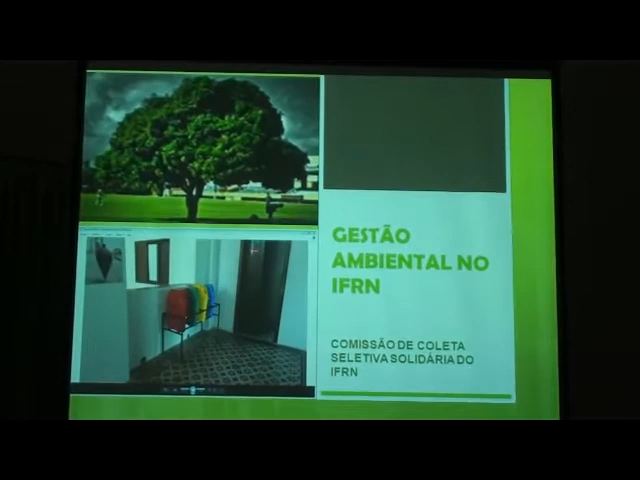 GESTÃO
AMBIENTAL NO
IFRN
COMISSÃO DE COLETA
SELETIVA SOLIDÁRIA DO
IFRN